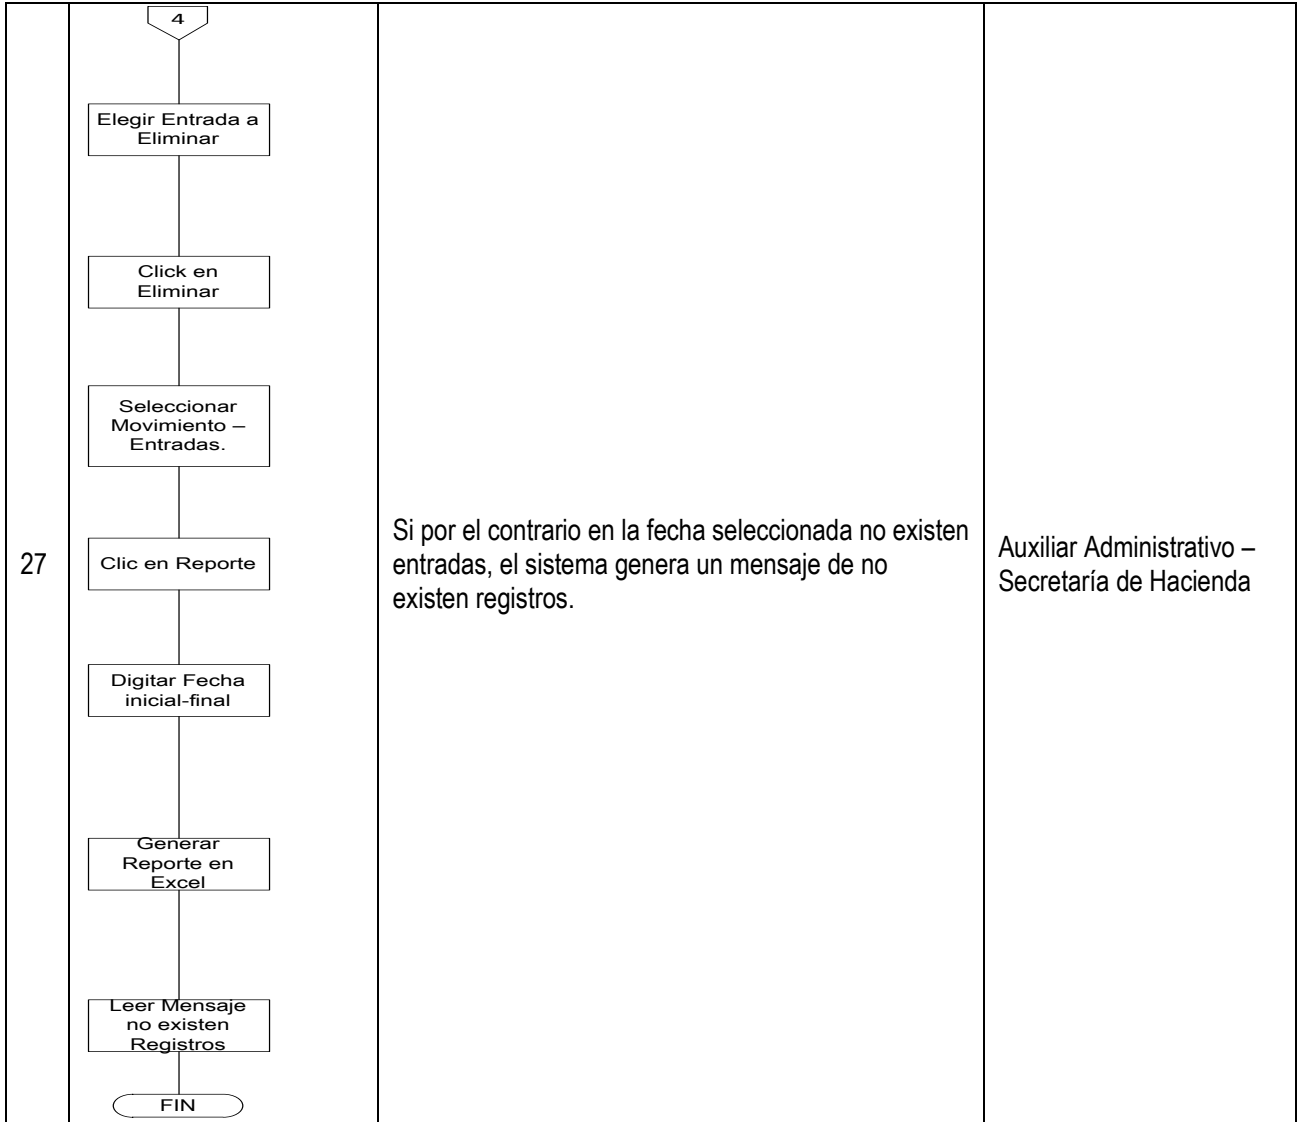 4
Elegir Entrada a
Eliminar
Click en
Eliminar
Seleccionar
Movimiento –
Entradas.
Clic en Reporte
Digitar Fecha
inicial-final
Generar
Reporte en
Excel
Leer Mensaje
no existen
Registros
FIN
27
Si por el contrario en la fecha seleccionada no existen
entradas, el sistema genera un mensaje de no
existen registros.
Auxiliar Administrativo –
Secretaría de Hacienda